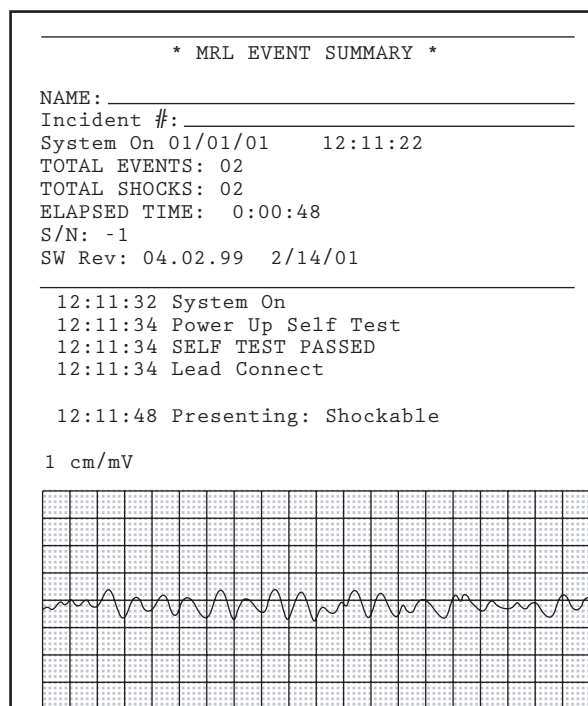 * MRL EVENT SUMMARY *
NAME:
Incident #:
System On 01/01/01 12:11:22
TOTAL EVENTS: 02
TOTAL SHOCKS: 02
ELAPSED TIME: 0:00:48
S/N: -1
SW Rev: 04.02.99 2/14/01
12:11:32 System On
12:11:34 Power Up Self Test
12:11:34 SELF TEST PASSED
12:11:34 Lead Connect
12:11:48 Presenting: Shockable
1 cm/mV